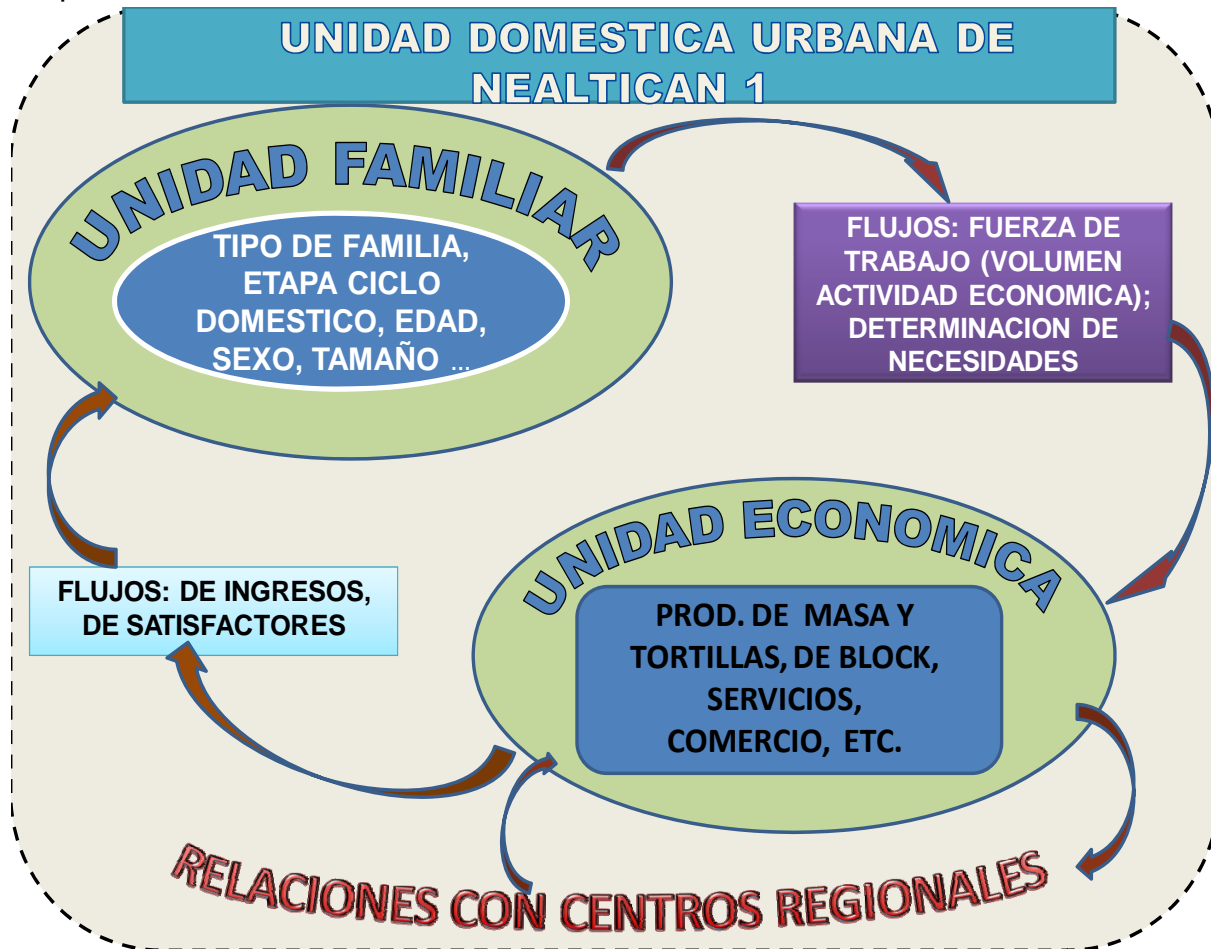 UNIDAD DOMESTICA URBANA DE
NEALTICAN 1
UNIDAD FAMILIAR
TIPO DE FAMILIA,
ETAPA CICLO
DOMESTICO, EDAD,
SEXO, TAMAÑO ...
FLUJOS: FUERZA DE
TRABAJO (VOLUMEN
ACTIVIDAD ECONOMICA);
DETERMINACION DE
NECESIDADES
UNIDAD ECONOMICA
PROD. DE MASA Y
TORTILLAS, DE BLOCK,
SERVICIOS,
COMERCIO, ETC.
FLUJOS: DE INGRESOS,
DE SATISFACTORES
RELACIONES CON CENTROS REGIONALES